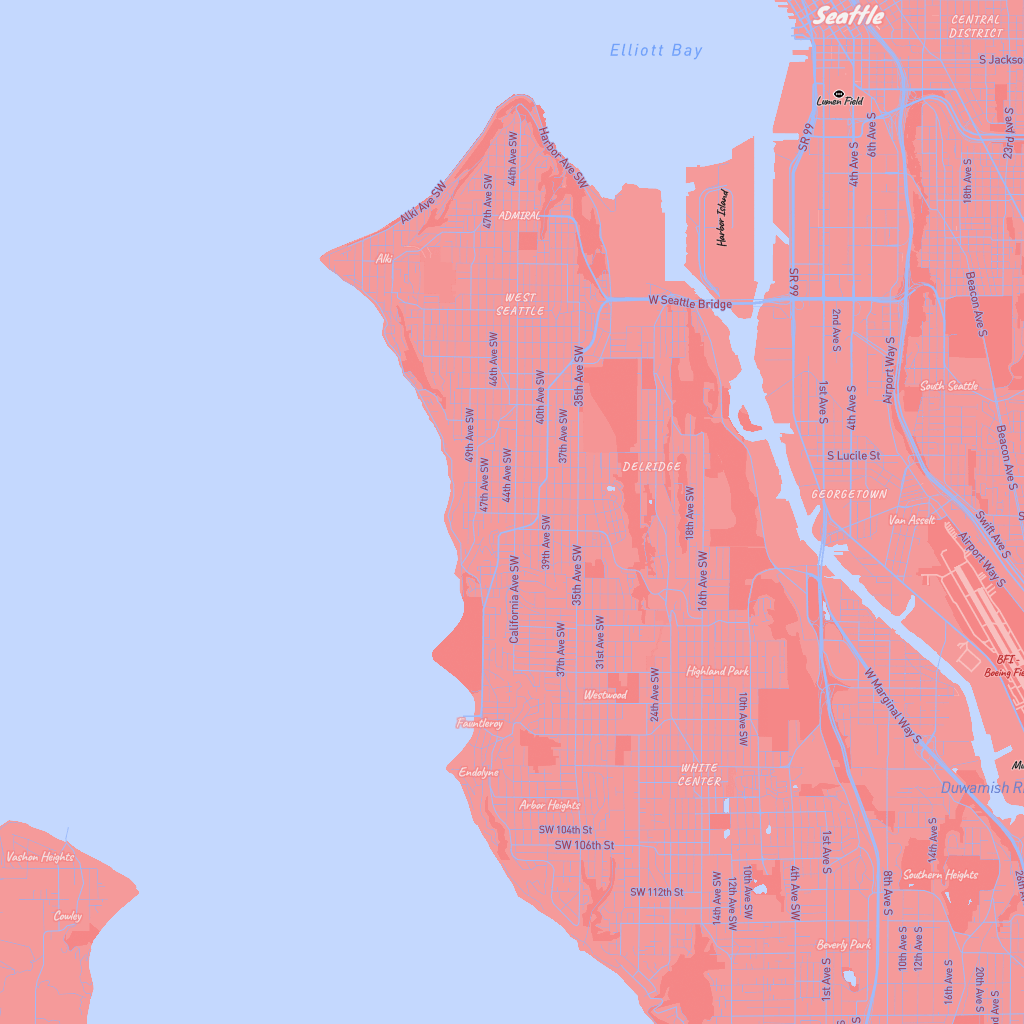 Seattle
CENTRAL
DISTRICT
Elliott Bay
S Jackso
Lumen Field
SR 99
6th Ave S
4th Ave S
23rd Ave S
18th Ave S
Harbor Ave SW
44th Ave SW
47th Ave SW
Alki Ave SW
ADMIRAL
Harbor Island
Alki
WEST
SEATTLE
W Seattle Bridge
SR 99
2nd Ave S
Beacon Ave S
46th Ave SW
35th Ave SW
40th Ave SW
Airport Way S
South Seattle
1st Ave S
4th Ave S
49th Ave SW
37th Ave SW
S Lucile St
Beacon Ave S
47th Ave SW
44th Ave SW
DELRIDGE
18th Ave SW
GEORGETOWN
Van Asselt
Swift Ave S
Airport Way S
S
39th Ave SW
35th Ave SW
California Ave SW
16th Ave SW
37th Ave SW
31st Ave SW
BFI -
Boeing Fie
24th Ave SW
Highland Park
Westwood
10th Ave SW
W Marginal Way S
Fauntleroy
Endolyne
WHITE
CENTER
Mu
Duwamish Ri
Arbor Heights
SW 104th St
SW 106th St
1st Ave S
14th Ave S
Vashon Heights
Southern Heights
SW 112th St
14th Ave SW
12th Ave SW
10th Ave SW
4th Ave SW
8th Ave S
26th A
Cowley
Beverly Park
10th Ave S
12th Ave S
1st Ave S
16th Ave S
20th Ave S
nd Ave S
S
S